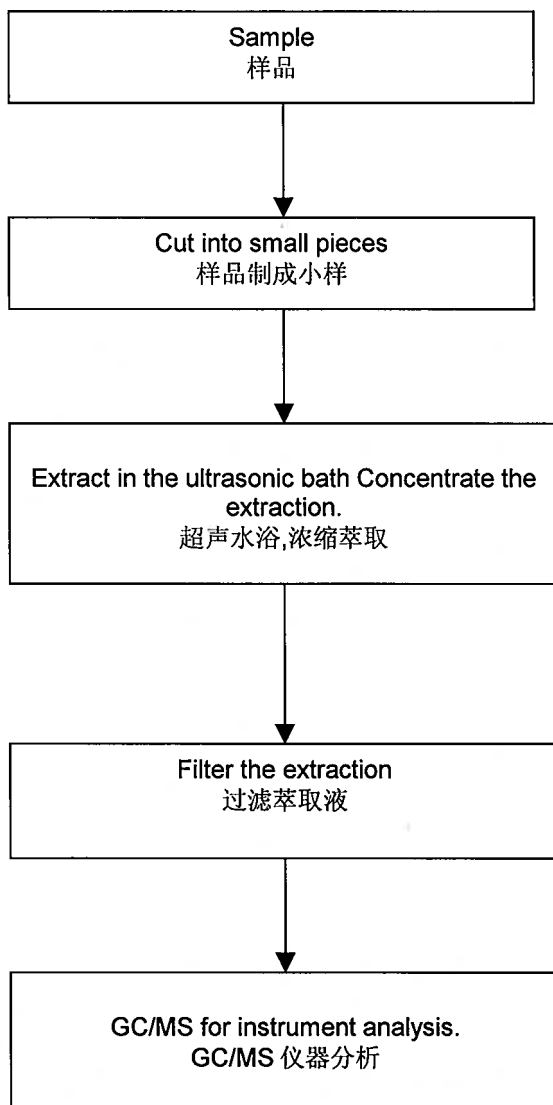 Sample
样品
Cut into small pieces
样品制成小样
Extract in the ultrasonic bath Concentrate the
extraction.
超声水浴,浓缩萃取
Filter the extraction
过滤萃取液
GC/MS for instrument analysis.
GC/MS 仪器分析